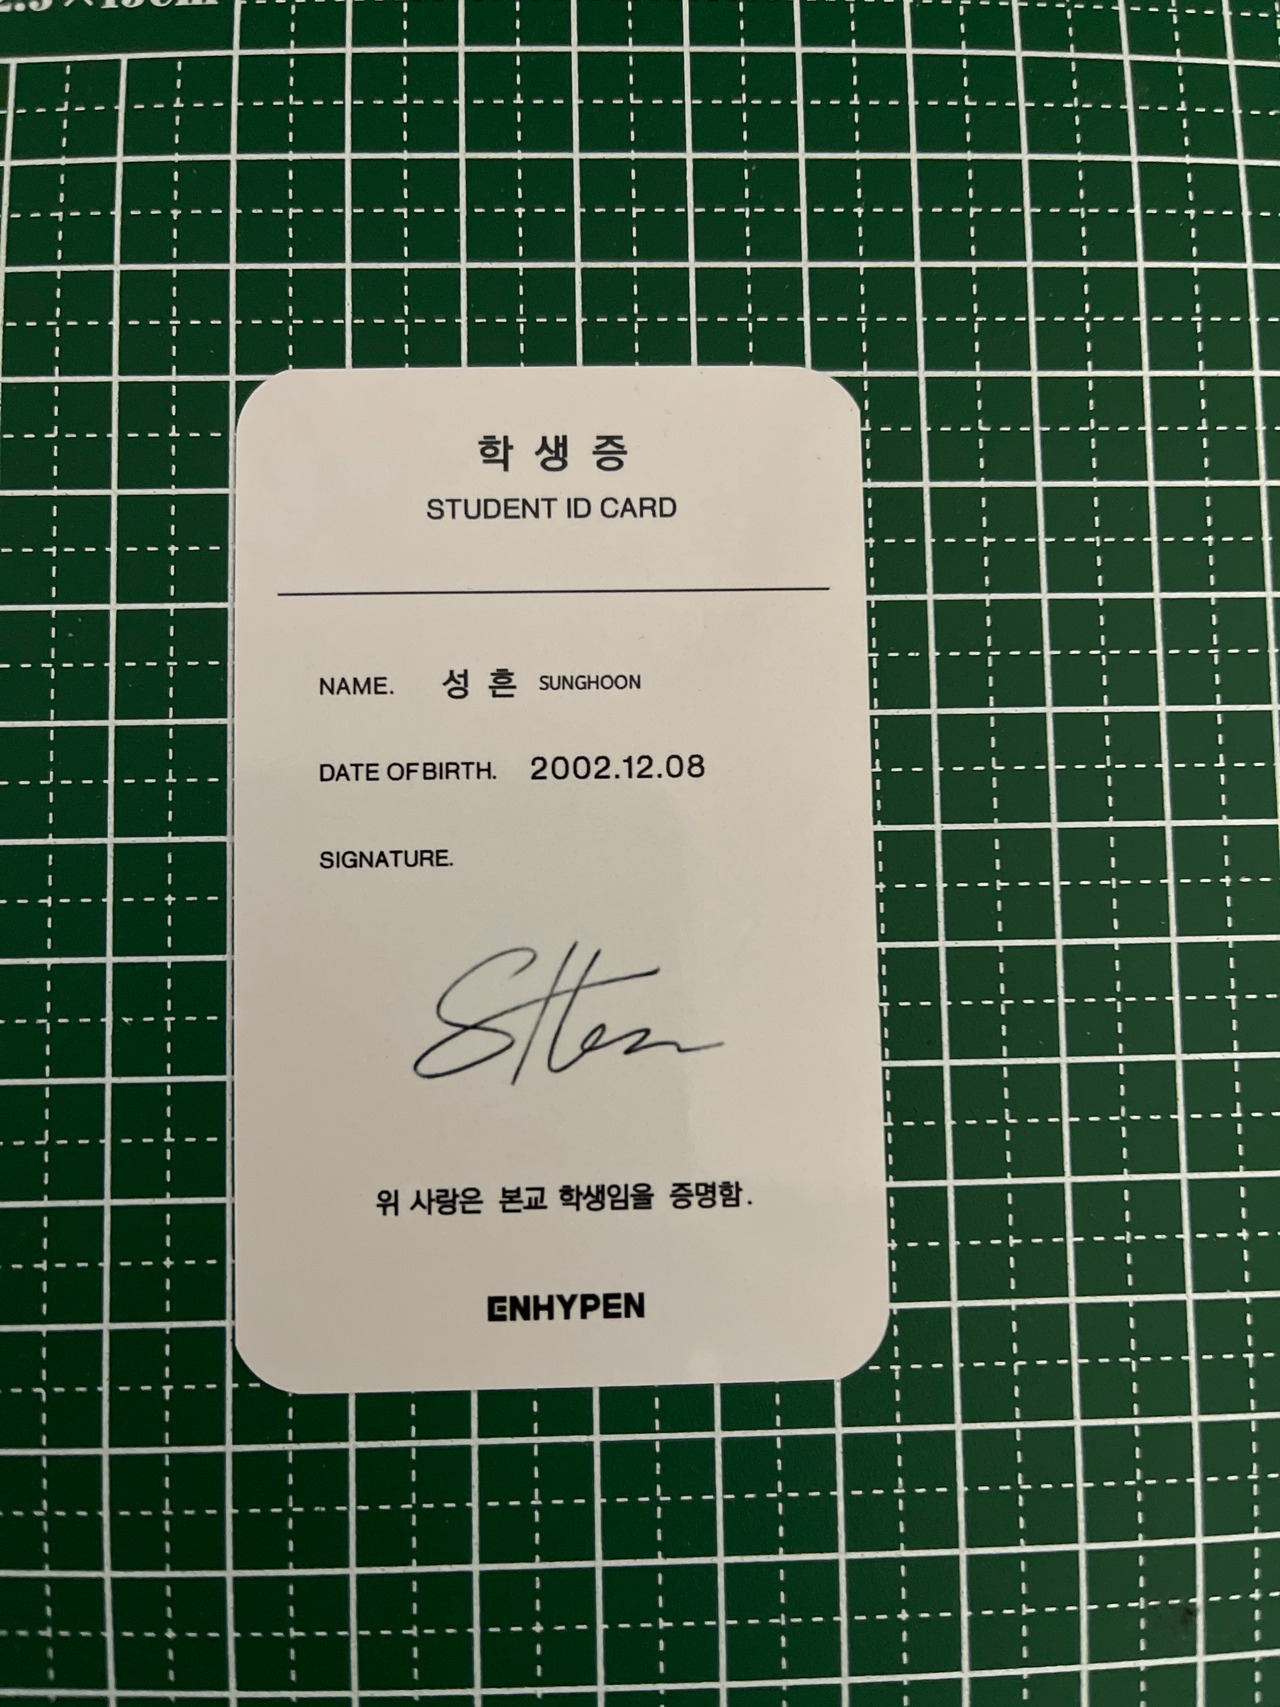 학생증
STUDENT ID CARD
NAME. 성훈 SUNGHOON
DATE OF BIRTH. 2002.12.08
SIGNATURE.
위 사랑은 본교 학생임을 증명함.
ENHYPEN